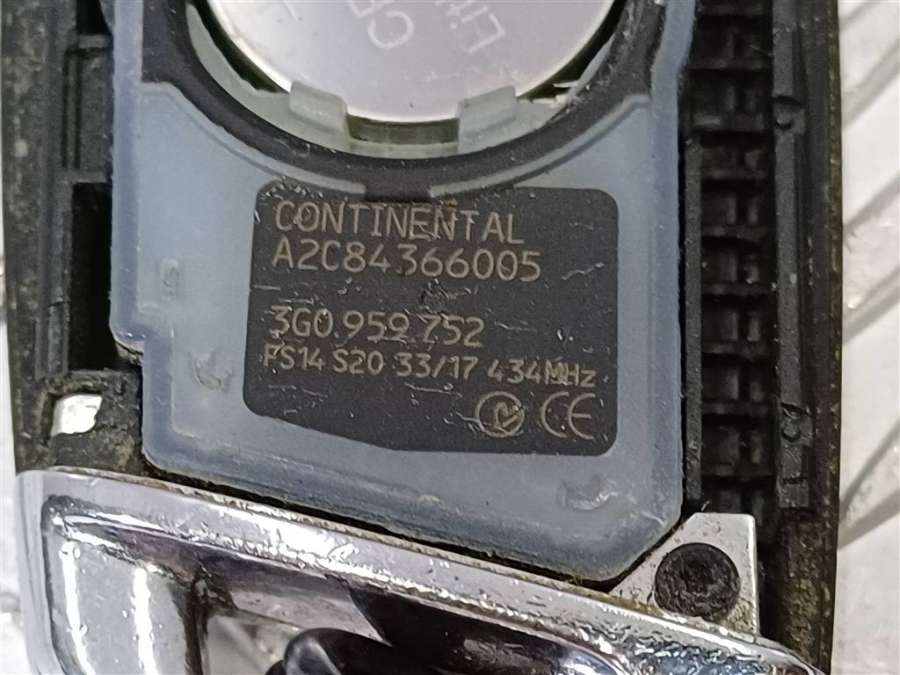 CONTINENTAL
A2C84366005
3G0.959.752
FS14 S20 33/17 434MHz
CE